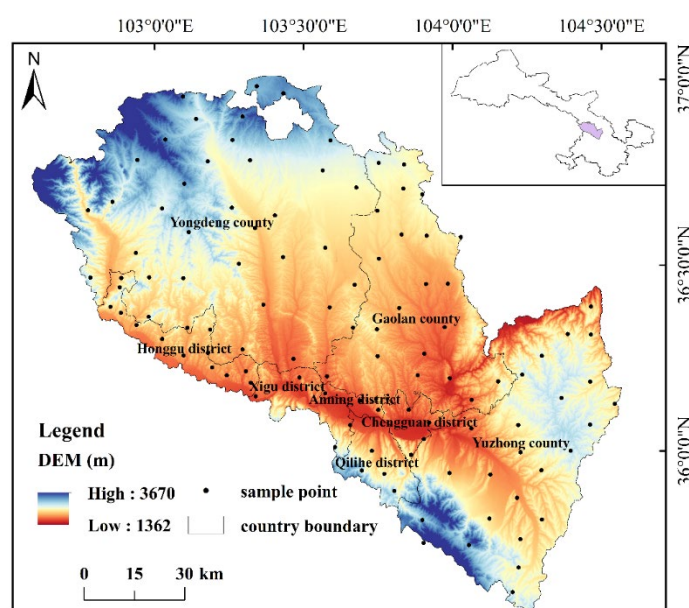 103°0'0"E 103°30'0"E 104°0'0"E 104°30'0"E
N
37°0'0"N
36°30'0"N
36°0'0"N
Yongdeng county
Gaolan county
Honggu district
Xigu district
Anning district
Chengguan district
Yuzhong county
Qilihe district
Legend
DEM (m)
High : 3670
Low : 1362
sample point
country boundary
0 15 30 km